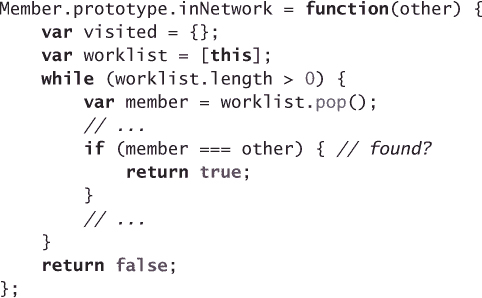 Member.prototype.inNetwork = function(other) {
    var visited = {};
    var worklist = [this];
    while (worklist.length > 0) {
        var member = worklist.pop();
        // ...
        if (member === other) { // found?
            return true;
        }
        // ...
    }
    return false;
};